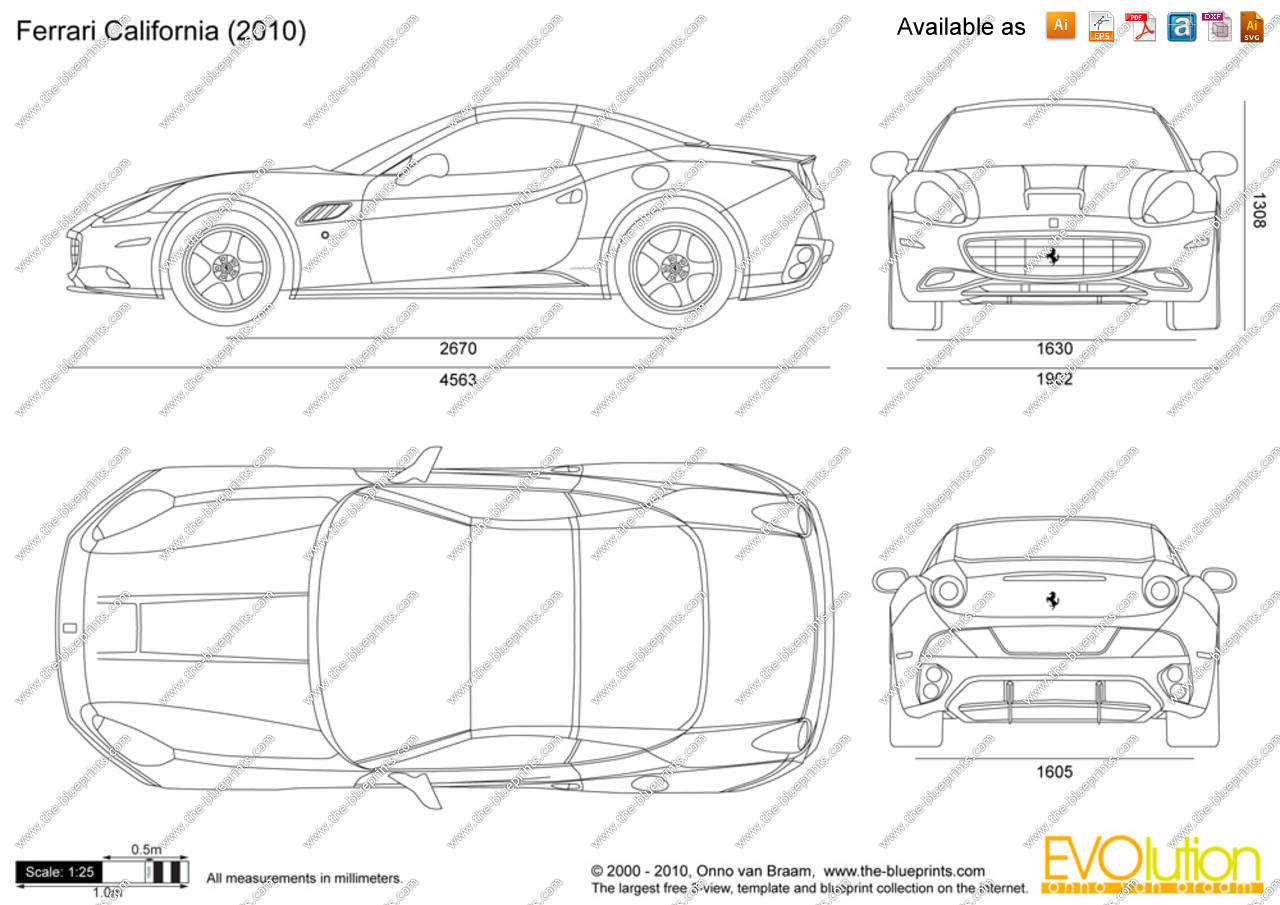 Ferrari California (2010)
Available as
Ai
EPS
PDF
a
DXF
Ai
SVG
2670
4563
1630
1902
1308
1605
0.5m
Scale: 1:25
1.0m
All measurements in millimeters.
© 2000 - 2010, Onno van Braam, www.the-blueprints.com
The largest free of view, template and blueprint collection on the internet.
EVOlution
onno van braam
www.the-blueprints.com